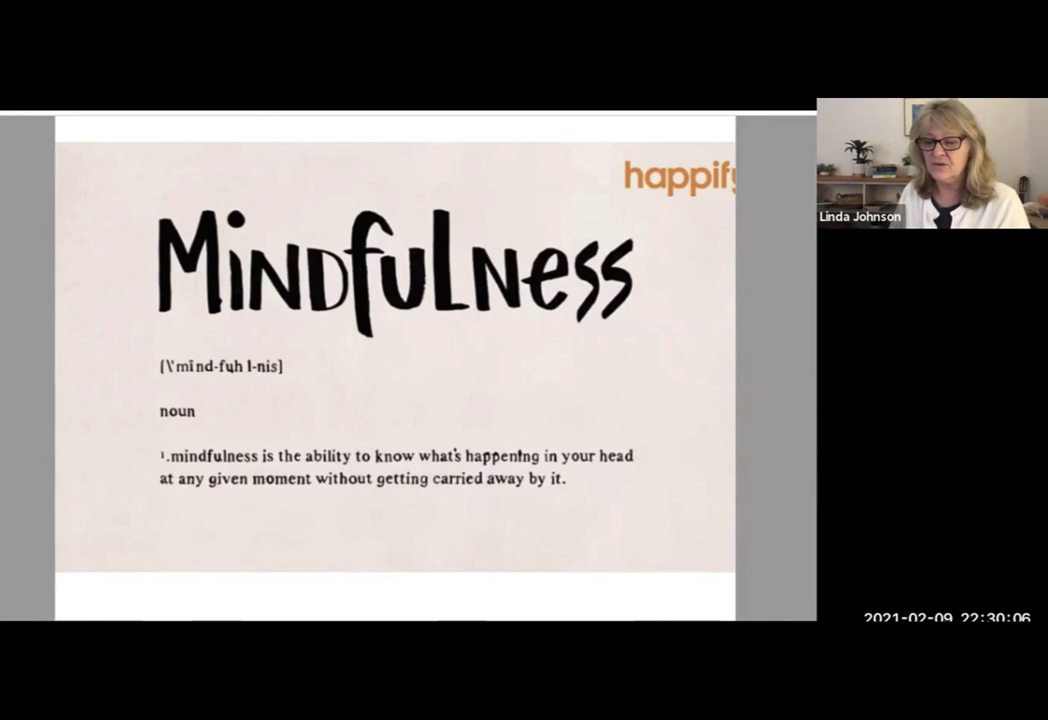 happify
Mindfulness
[\'mīnd-fuh l-nis]
noun
¹.mindfulness is the ability to know what's happening in your head
at any given moment without getting carried away by it.
Linda Johnson
2021-02-09 22:30:06